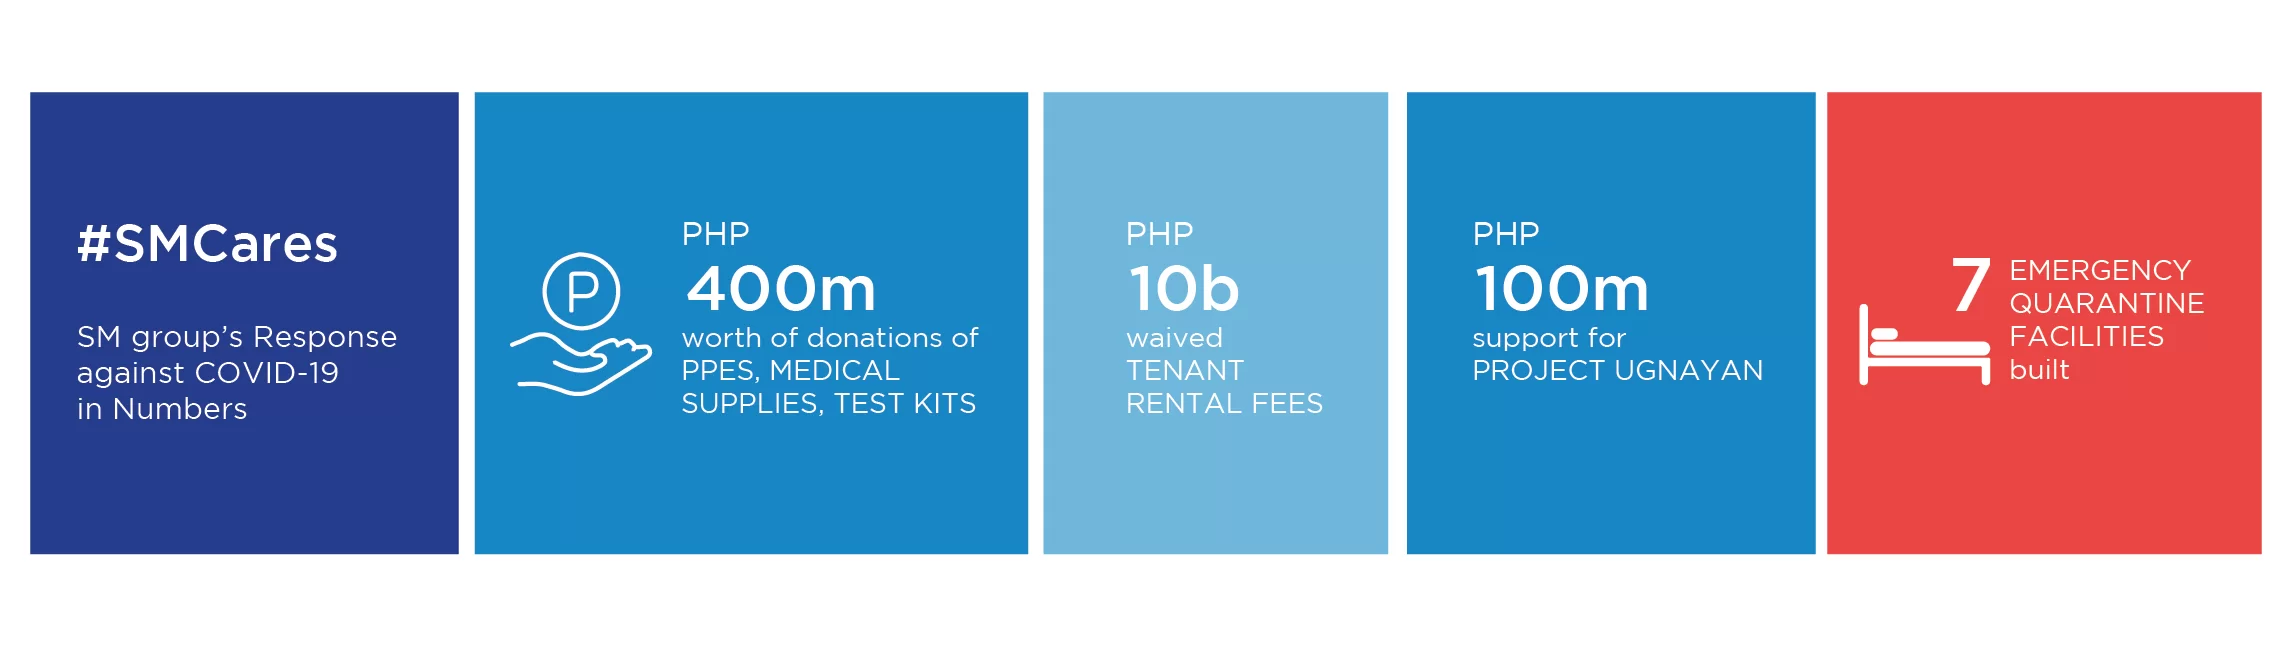 #SMCares
SM group's Response
against COVID-19
in Numbers
P
PHP
400m
worth of donations of
PPES, MEDICAL
SUPPLIES, TEST KITS
PHP
10b
waived
TENANT
RENTAL FEES
PHP
100m
support for
PROJECT UGNAYAN
7
EMERGENCY
QUARANTINE
FACILITIES
built